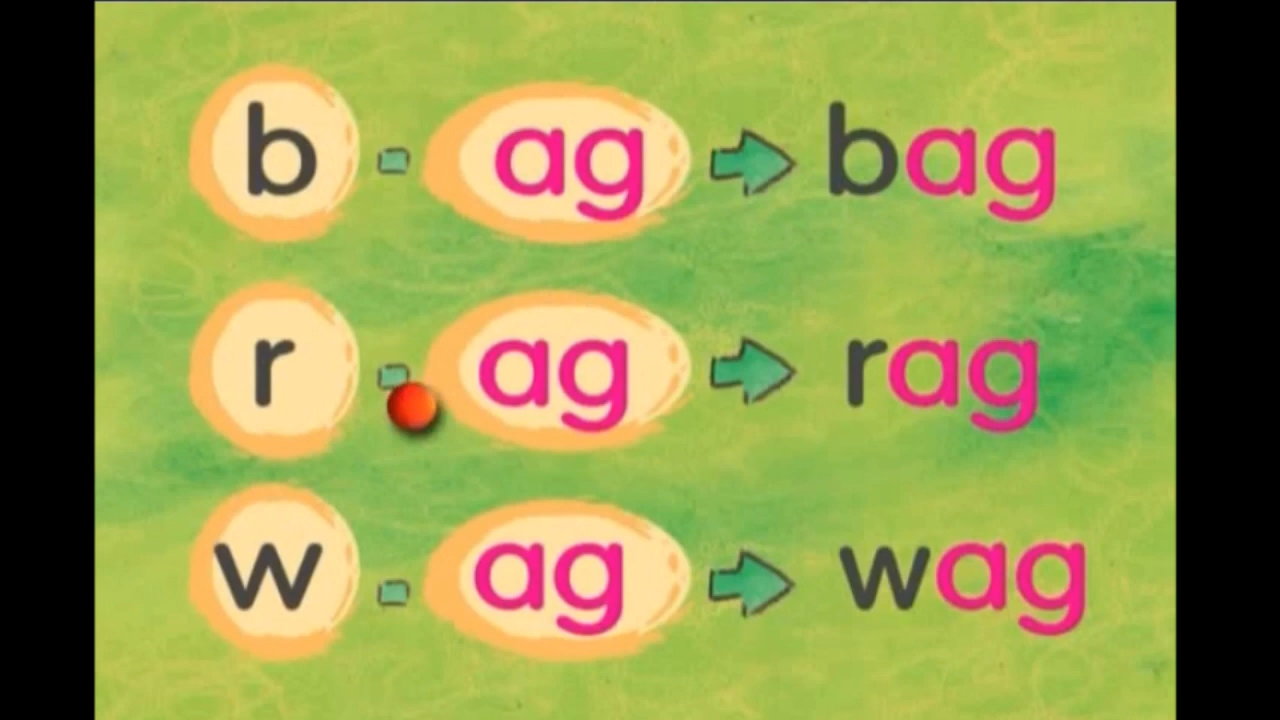 b - ag → bag
r - ag → rag
w - ag → wag